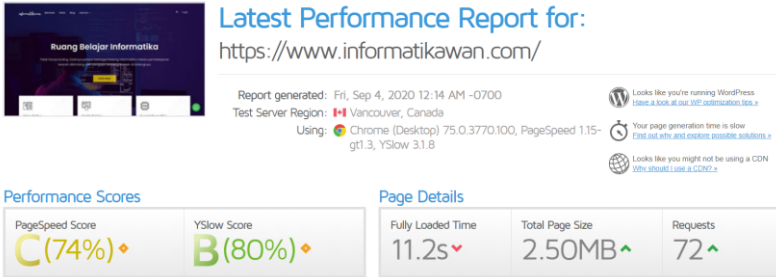 Ruang Belajar Informatika
Latest Performance Report for:
https://www.informatikawan.com/
Report generated: Fri, Sep 4, 2020 12:14 AM -0700
Test Server Region: Vancouver, Canada
Using: Chrome (Desktop) 75.0.3770.100, PageSpeed 1.15-
gt1.3, YSlow 3.1.8
Looks like you're running WordPress
Have a look at our WP optimization tips »
Your page generation time is slow
Find out why and explore possible solutions »
Looks like you might not be using a CDN
Why should I use a CDN? »
Performance Scores
PageSpeed Score
C (74%)
YSlow Score
B (80%)
Page Details
Fully Loaded Time
11.2s
Total Page Size
2.50MB
Requests
72